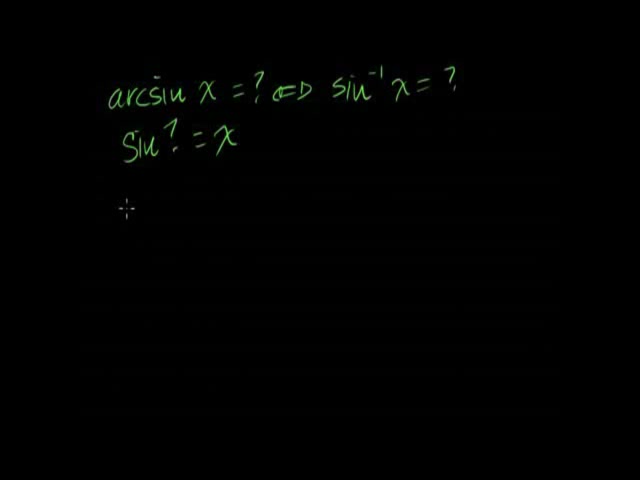 arcsin x = ? ⇔ sin⁻¹ x = ?
sin ? = x